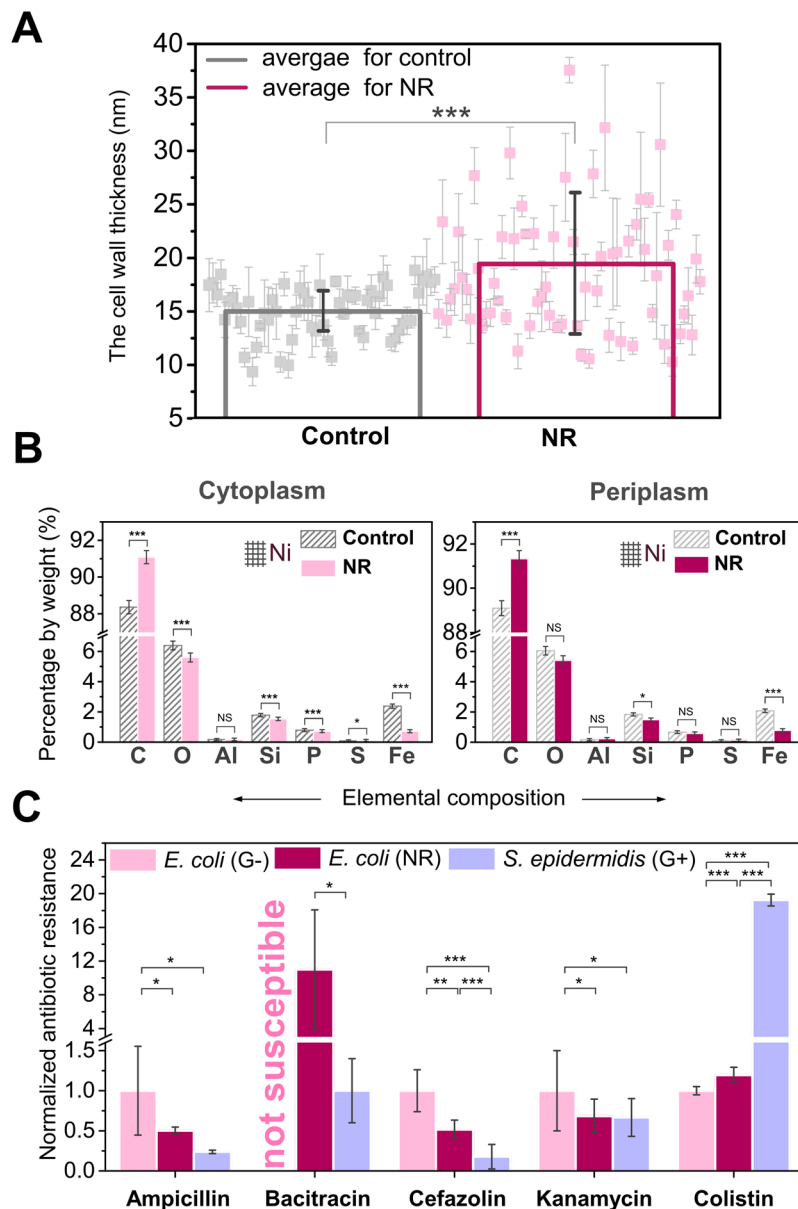 A
40
35
30
25
20
15
10
5
The cell wall thickness (nm)
avergae for control
average for NR
***
Control
NR
B
Cytoplasm
Periplasm
Percentage by weight (%)
92
90
88
6
4
2
0
Ni
Control
NR
***
***
NS
***
***
*
***
C
O
Al
Si
P
S
Fe
92
90
88
6
4
2
0
Ni
Control
NR
***
NS
NS
*
NS
NS
***
C
O
Al
Si
P
S
Fe
Elemental composition
C
Normalized antibiotic resistance
24
20
16
12
8
4
1.5
1.0
0.5
0.0
E. coli (G-)
E. coli (NR)
S. epidermidis (G+)
*
*
not susceptible
*
***
**
***
*
*
***
***
***
Ampicillin
Bacitracin
Cefazolin
Kanamycin
Colistin